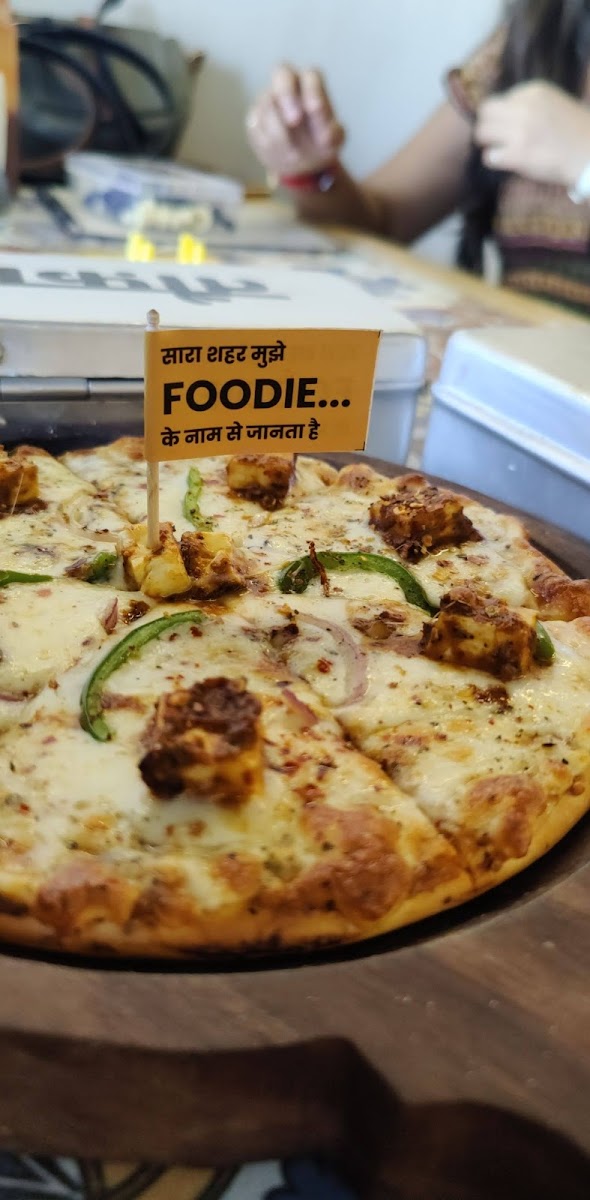 सारा शहर मुझे
FOODIE...
के नाम से जानता है